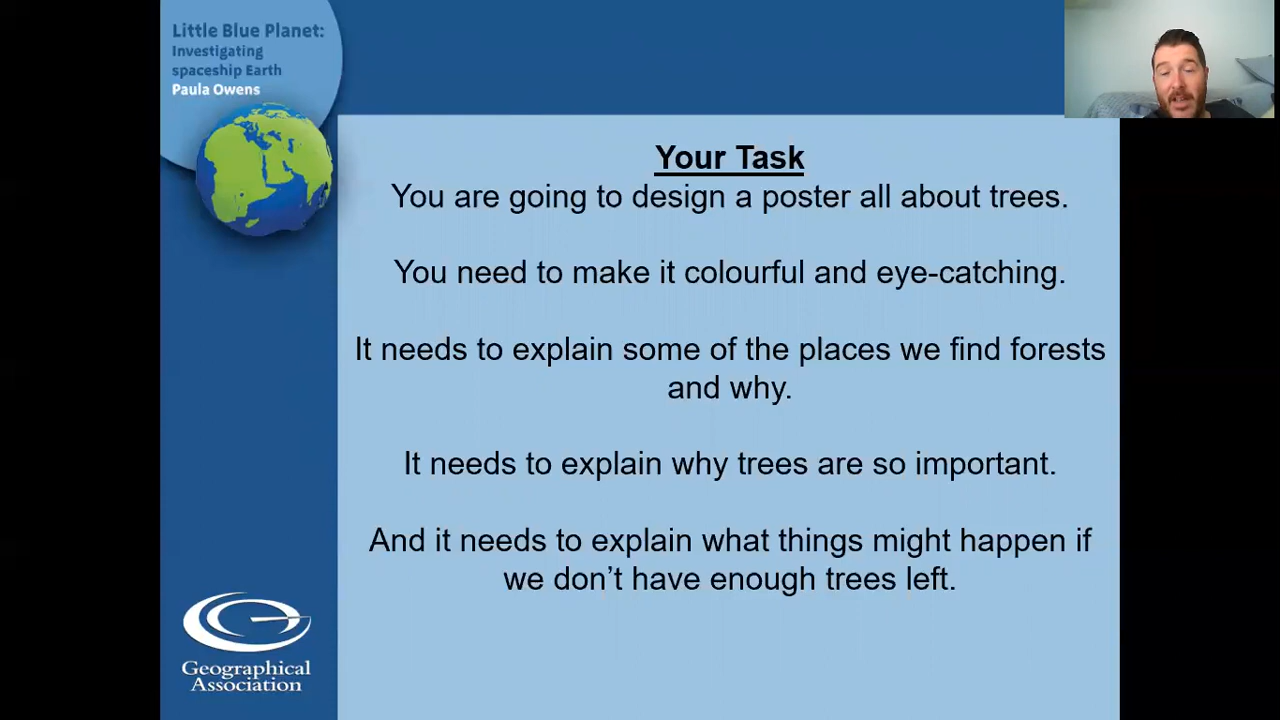 Little Blue Planet:
Investigating
spaceship Earth
Paula Owens
Your Task
You are going to design a poster all about trees.
You need to make it colourful and eye-catching.
It needs to explain some of the places we find forests
and why.
It needs to explain why trees are so important.
And it needs to explain what things might happen if
we don’t have enough trees left.
Geographical
Association